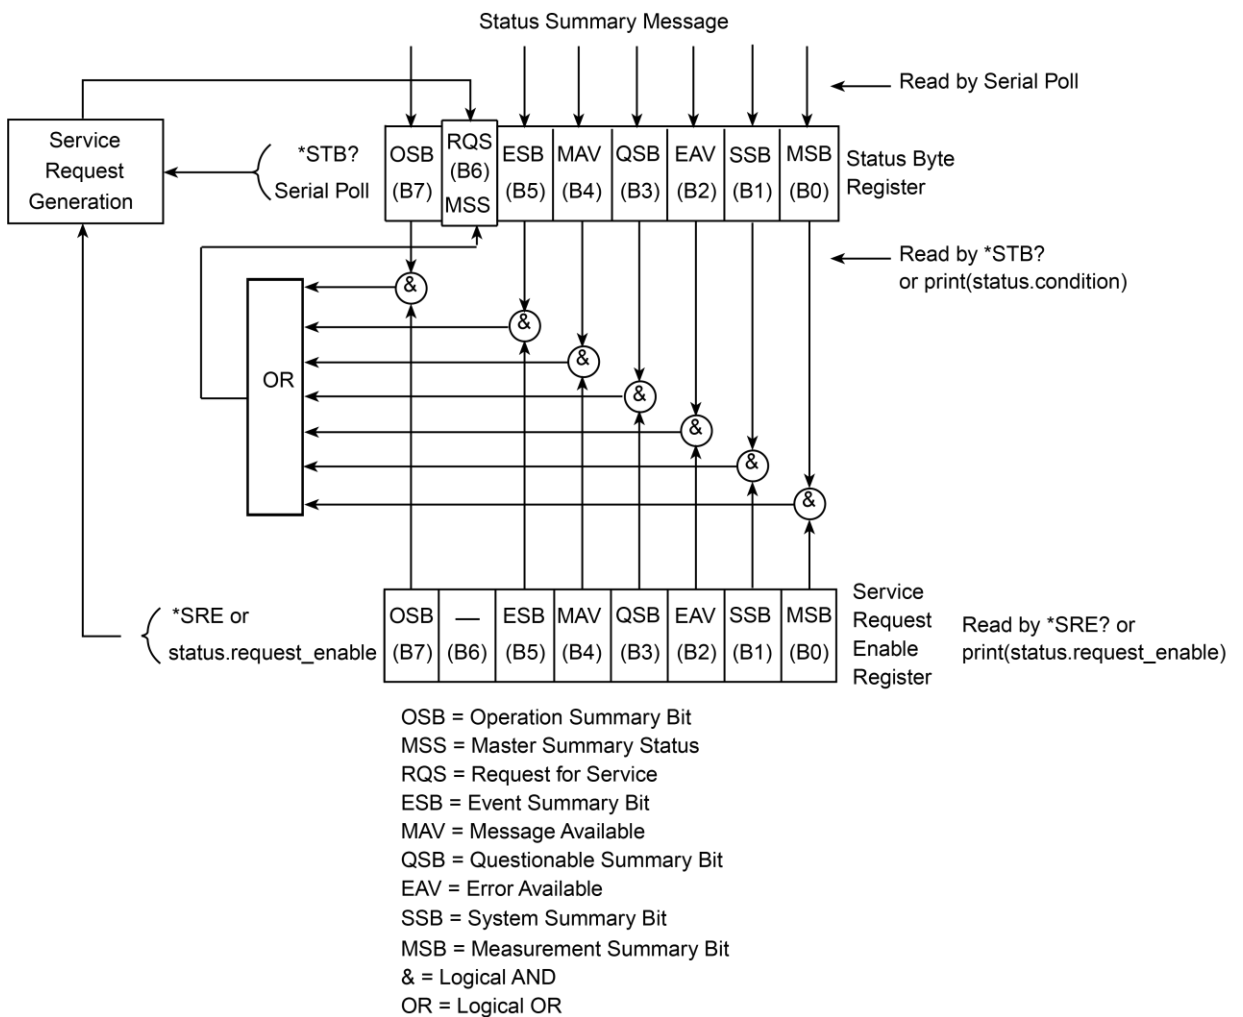 Status Summary Message
Read by Serial Poll
Service
Request
Generation
*STB?
Serial Poll
OSB
(B7)
RQS
(B6)
MSS
ESB
(B5)
MAV
(B4)
QSB
(B3)
EAV
(B2)
SSB
(B1)
MSB
(B0)
Status Byte
Register
Read by *STB?
or print(status.condition)
&
&
&
&
&
&
&
OR
*SRE or
status.request_enable
OSB
(B7)
—
(B6)
ESB
(B5)
MAV
(B4)
QSB
(B3)
EAV
(B2)
SSB
(B1)
MSB
(B0)
Service
Request
Enable
Register
Read by *SRE? or
print(status.request_enable)
OSB = Operation Summary Bit
MSS = Master Summary Status
RQS = Request for Service
ESB = Event Summary Bit
MAV = Message Available
QSB = Questionable Summary Bit
EAV = Error Available
SSB = System Summary Bit
MSB = Measurement Summary Bit
& = Logical AND
OR = Logical OR